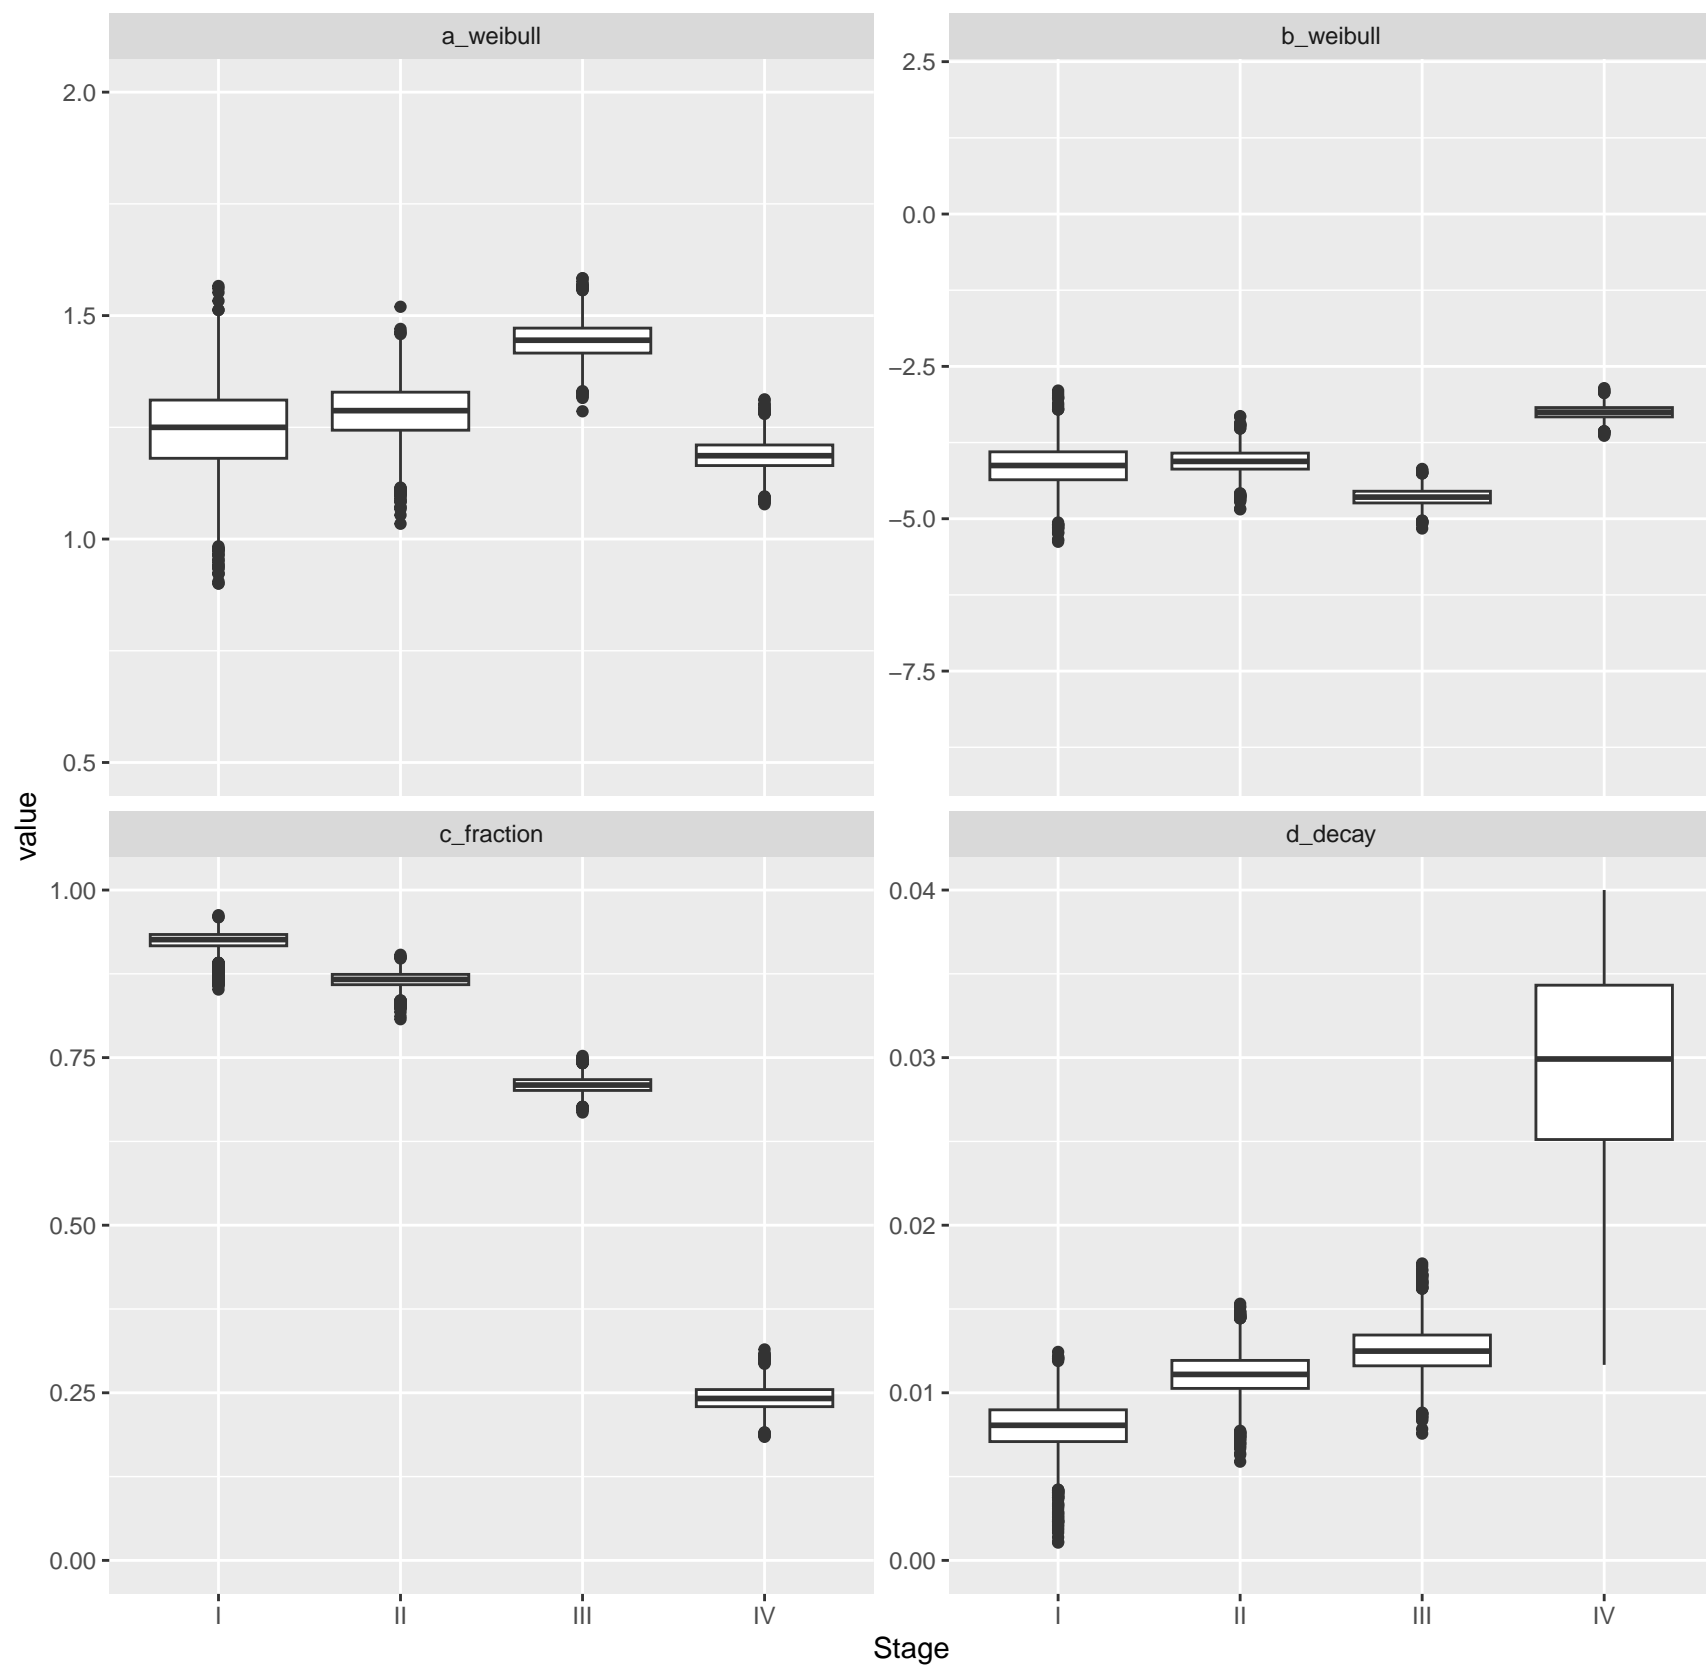 a_weibull
b_weibull
2.0
1.5
1.0
0.5
2.5
0.0
−2.5
−5.0
−7.5
value
c_fraction
d_decay
1.00
0.75
0.50
0.25
0.00
0.04
0.03
0.02
0.01
0.00
I II III IV
I II III IV
Stage